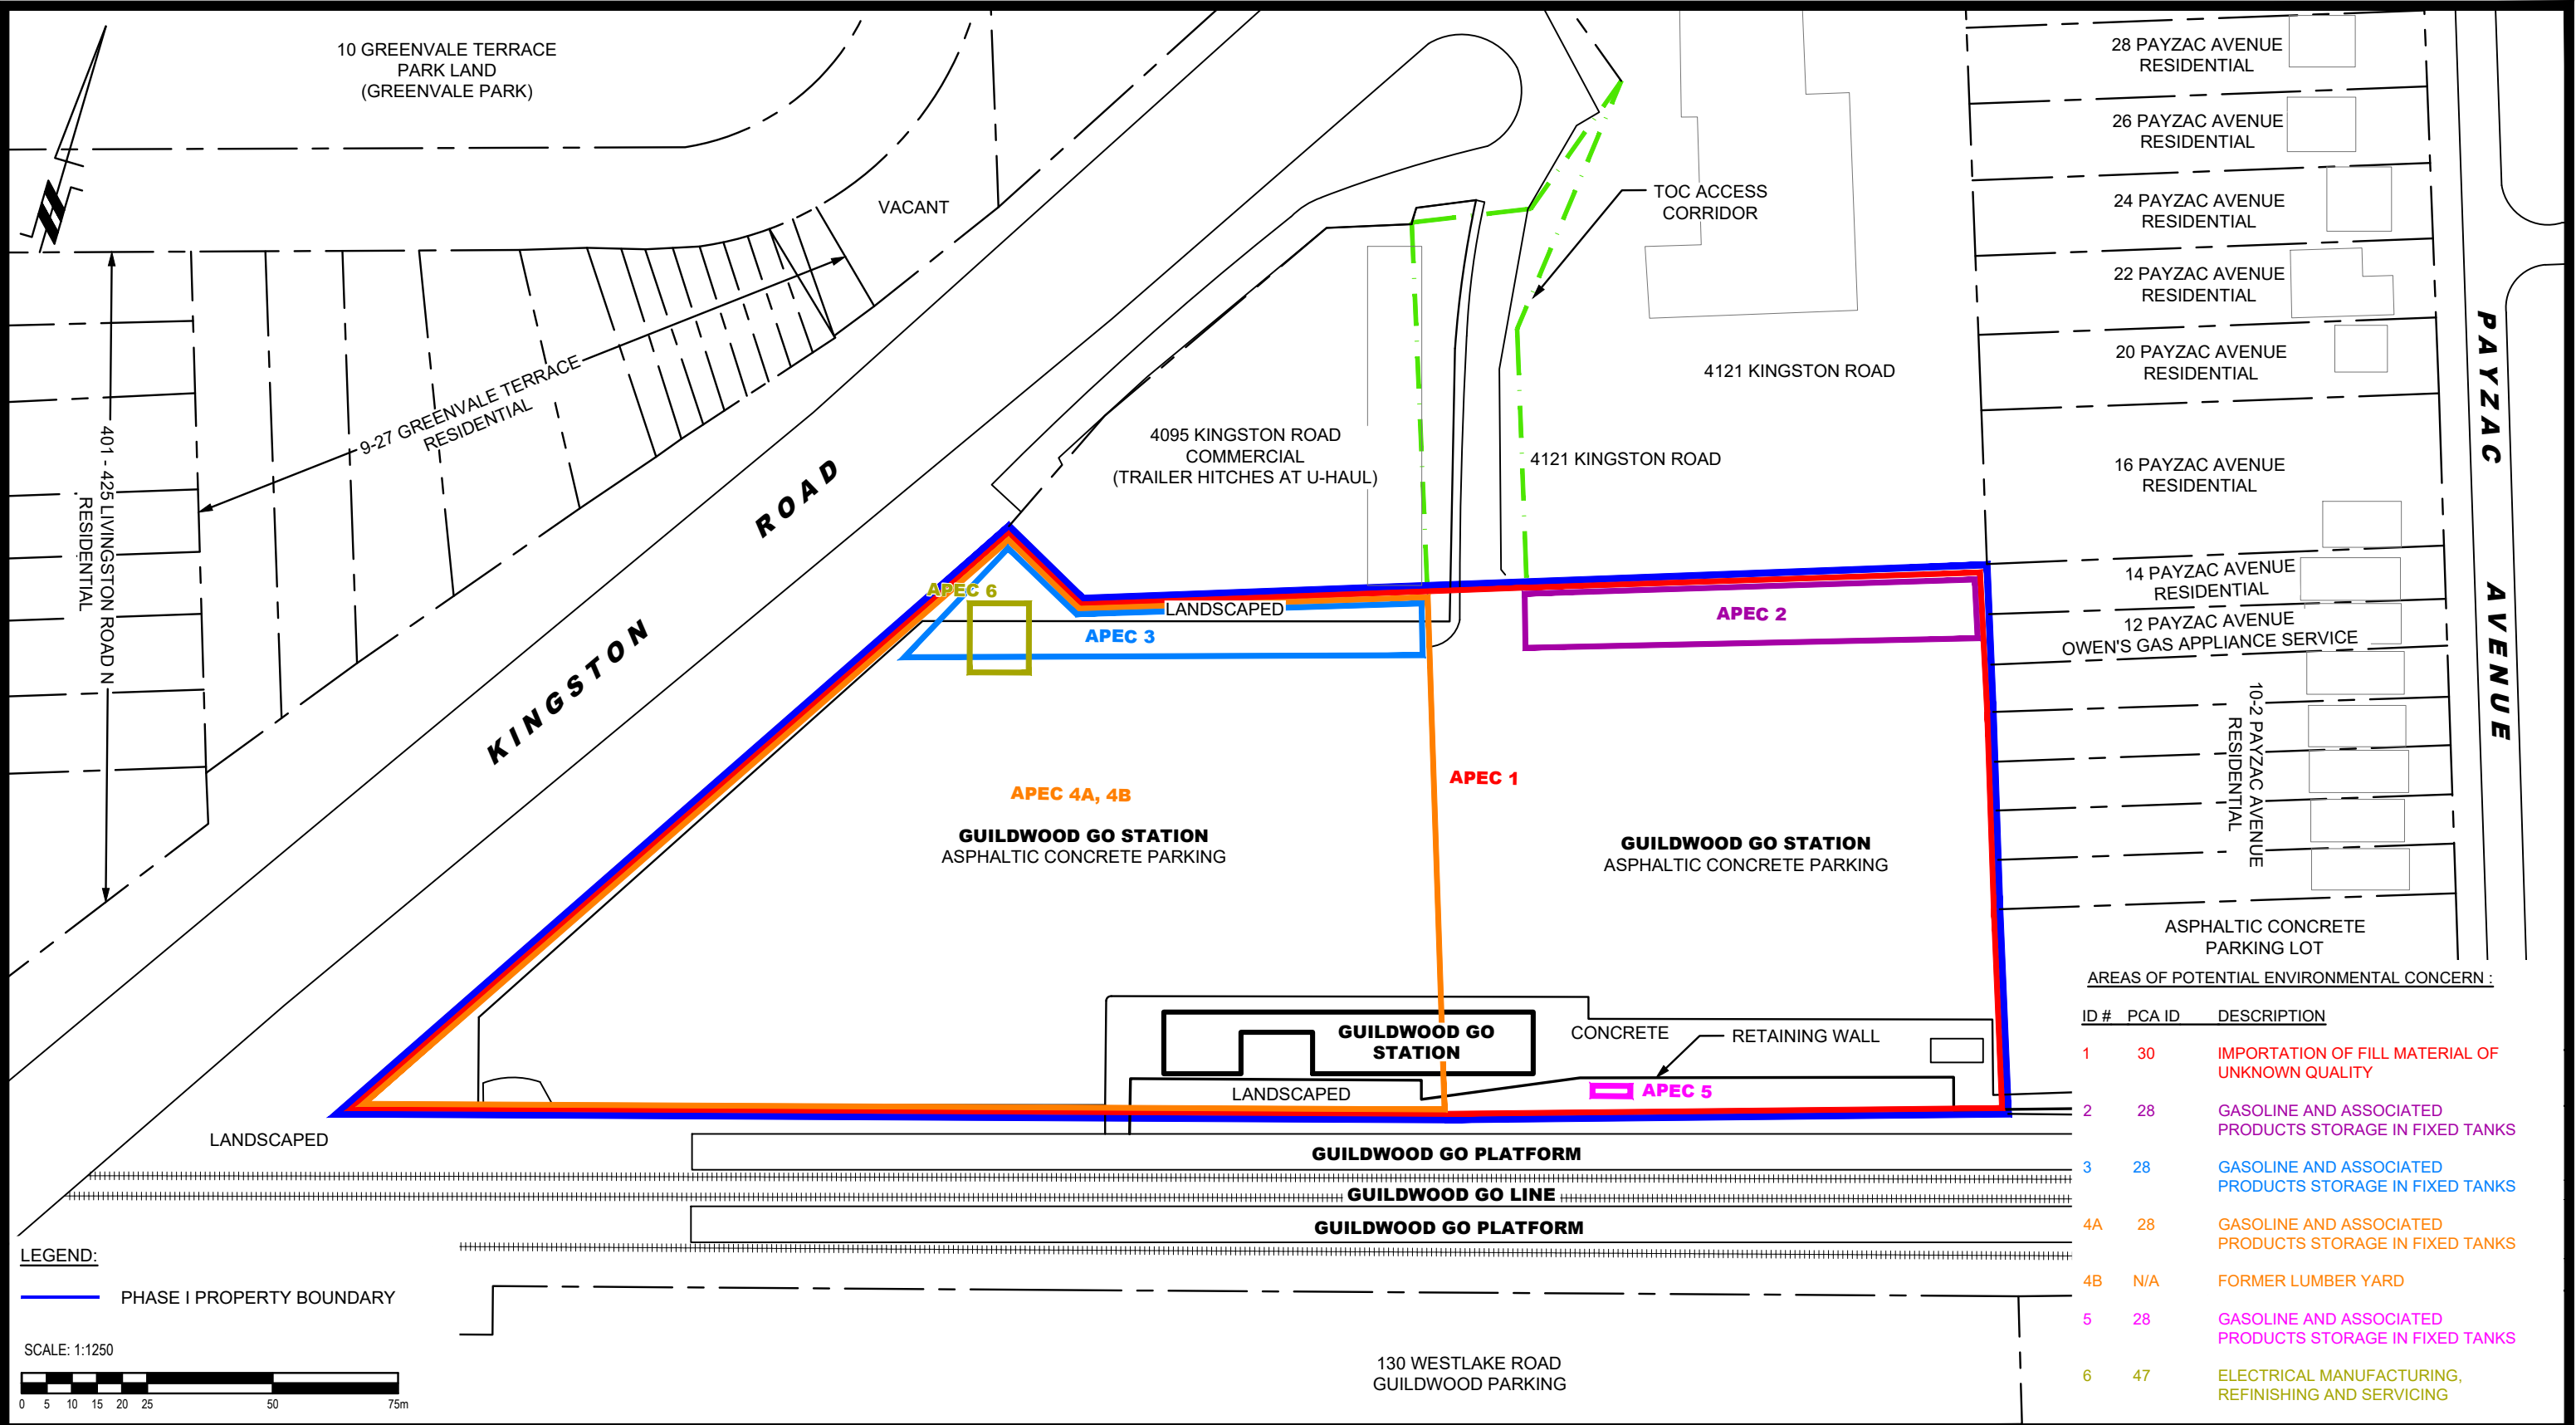 10 GREENVALE TERRACE
PARK LAND
(GREENVALE PARK)
VACANT
9-27 GREENVALE TERRACE
RESIDENTIAL
401 - 425 LIVINGSTON ROAD N
RESIDENTIAL
KINGSTON ROAD
TOC ACCESS
CORRIDOR
4121 KINGSTON ROAD
4121 KINGSTON ROAD
4095 KINGSTON ROAD
COMMERCIAL
(TRAILER HITCHES AT U-HAUL)
28 PAYZAC AVENUE
RESIDENTIAL
26 PAYZAC AVENUE
RESIDENTIAL
24 PAYZAC AVENUE
RESIDENTIAL
22 PAYZAC AVENUE
RESIDENTIAL
20 PAYZAC AVENUE
RESIDENTIAL
16 PAYZAC AVENUE
RESIDENTIAL
14 PAYZAC AVENUE
RESIDENTIAL
12 PAYZAC AVENUE
OWEN'S GAS APPLIANCE SERVICE
10-2 PAYZAC AVENUE
RESIDENTIAL
PAYZAC AVENUE
ASPHALTIC CONCRETE
PARKING LOT
APEC 6
LANDSCAPED
APEC 3
APEC 2
APEC 1
APEC 4A, 4B
GUILDWOOD GO STATION
ASPHALTIC CONCRETE PARKING
GUILDWOOD GO STATION
ASPHALTIC CONCRETE PARKING
GUILDWOOD GO
STATION
CONCRETE
RETAINING WALL
LANDSCAPED
APEC 5
LANDSCAPED
GUILDWOOD GO PLATFORM
GUILDWOOD GO LINE
GUILDWOOD GO PLATFORM
130 WESTLAKE ROAD
GUILDWOOD PARKING
LEGEND:
PHASE I PROPERTY BOUNDARY
SCALE: 1:1250
0 5 10 15 20 25 50 75m
AREAS OF POTENTIAL ENVIRONMENTAL CONCERN :
ID # PCA ID DESCRIPTION
1 30 IMPORTATION OF FILL MATERIAL OF
UNKNOWN QUALITY
2 28 GASOLINE AND ASSOCIATED
PRODUCTS STORAGE IN FIXED TANKS
3 28 GASOLINE AND ASSOCIATED
PRODUCTS STORAGE IN FIXED TANKS
4A 28 GASOLINE AND ASSOCIATED
PRODUCTS STORAGE IN FIXED TANKS
4B N/A FORMER LUMBER YARD
5 28 GASOLINE AND ASSOCIATED
PRODUCTS STORAGE IN FIXED TANKS
6 47 ELECTRICAL MANUFACTURING,
REFINISHING AND SERVICING